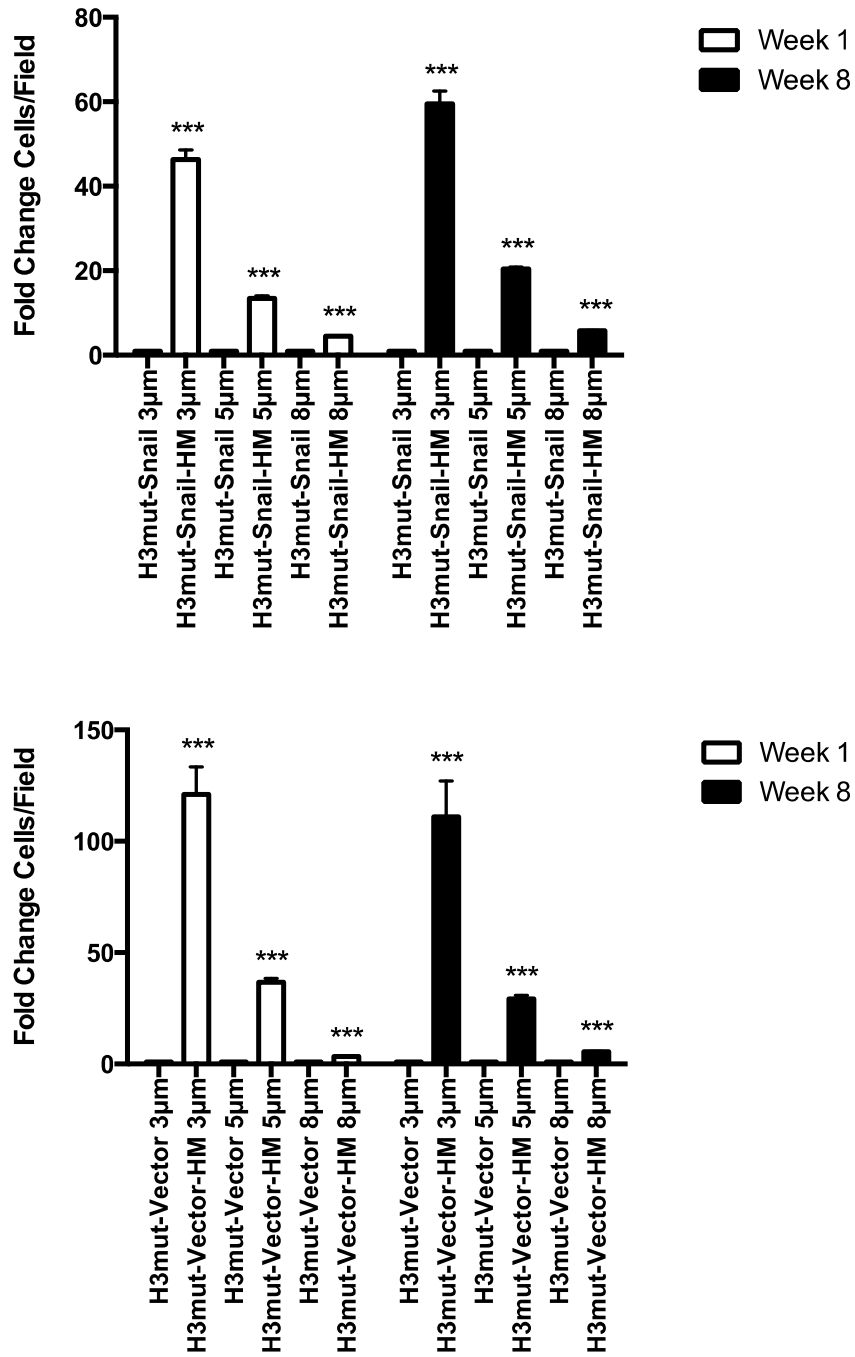 Fold Change Cells/Field
80
60
40
20
0
***
***
***
***
***
***
Week 1
Week 8
H3mut-Snail 3µm
H3mut-Snail-HM 3µm
H3mut-Snail 5µm
H3mut-Snail-HM 5µm
H3mut-Snail 8µm
H3mut-Snail-HM 8µm
H3mut-Snail 3µm
H3mut-Snail-HM 3µm
H3mut-Snail 5µm
H3mut-Snail-HM 5µm
H3mut-Snail 8µm
H3mut-Snail-HM 8µm
Fold Change Cells/Field
150
100
50
0
***
***
***
***
***
***
Week 1
Week 8
H3mut-Vector 3µm
H3mut-Vector-HM 3µm
H3mut-Vector 5µm
H3mut-Vector-HM 5µm
H3mut-Vector 8µm
H3mut-Vector-HM 8µm
H3mut-Vector 3µm
H3mut-Vector-HM 3µm
H3mut-Vector 5µm
H3mut-Vector-HM 5µm
H3mut-Vector 8µm
H3mut-Vector-HM 8µm